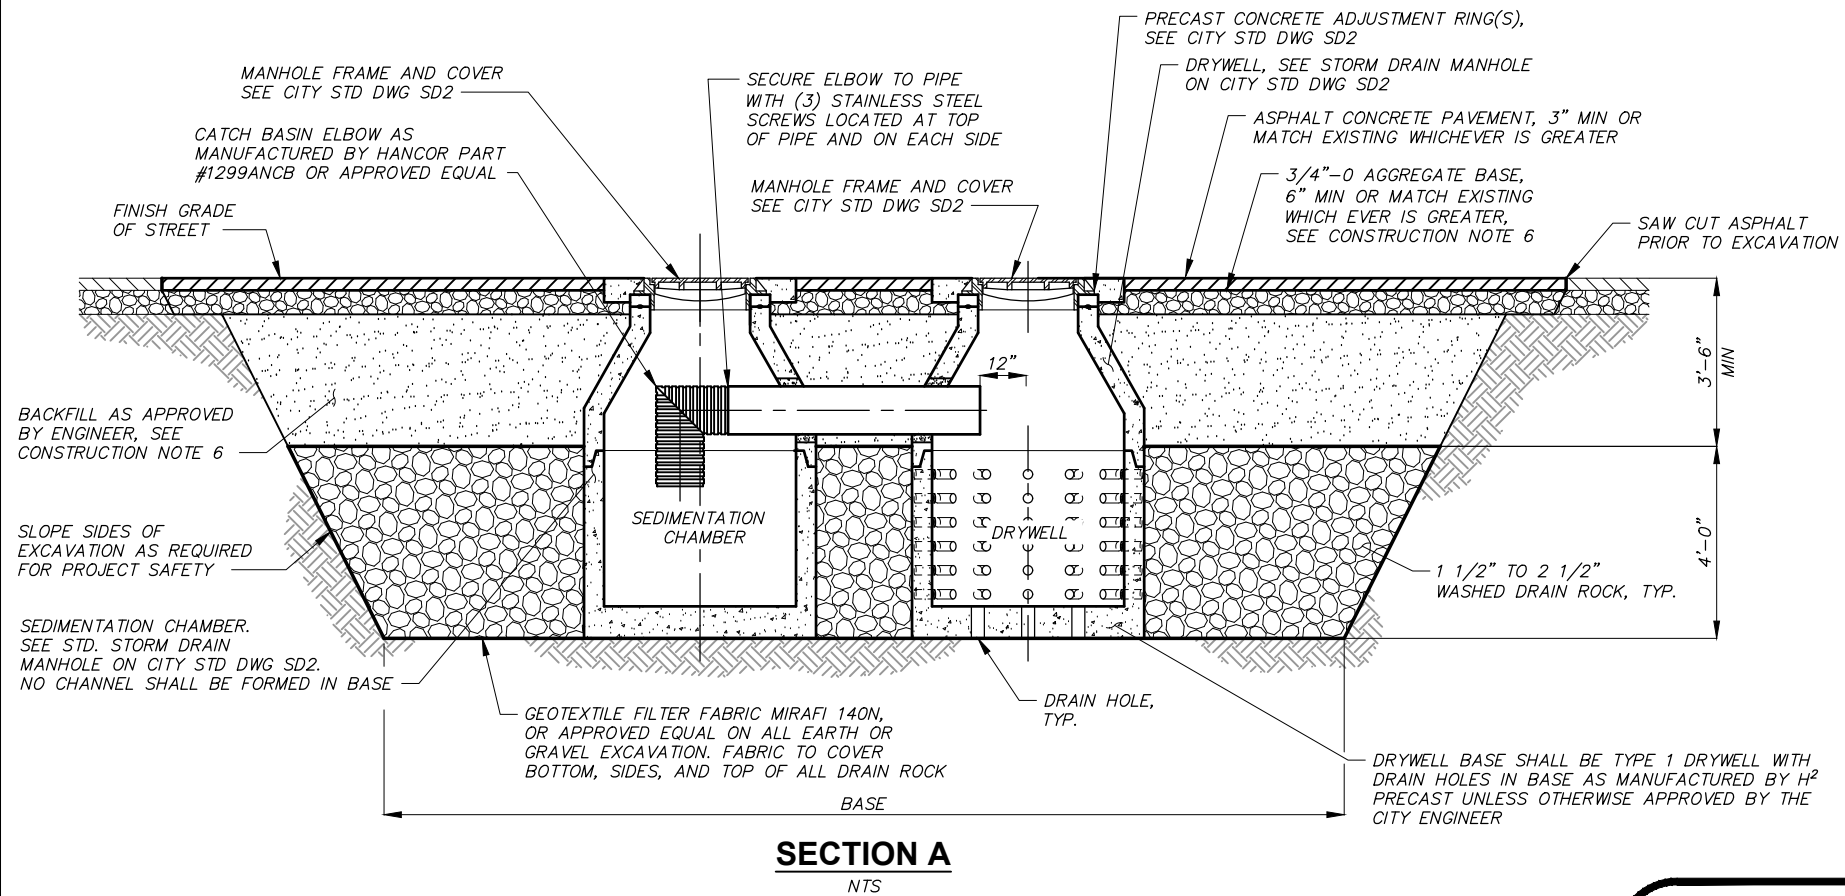 PRECAST CONCRETE ADJUSTMENT RING(S),
SEE CITY STD DWG SD2
MANHOLE FRAME AND COVER
SEE CITY STD DWG SD2
SECURE ELBOW TO PIPE
WITH (3) STAINLESS STEEL
SCREWS LOCATED AT TOP
OF PIPE AND ON EACH SIDE
DRYWELL, SEE STORM DRAIN MANHOLE
ON CITY STD DWG SD2
CATCH BASIN ELBOW AS
MANUFACTURED BY HANCOR PART
#1299ANCB OR APPROVED EQUAL
ASPHALT CONCRETE PAVEMENT, 3" MIN OR
MATCH EXISTING WHICHEVER IS GREATER
MANHOLE FRAME AND COVER
SEE CITY STD DWG SD2
3/4"-0 AGGREGATE BASE,
6" MIN OR MATCH EXISTING
WHICH EVER IS GREATER,
SEE CONSTRUCTION NOTE 6
FINISH GRADE
OF STREET
SAW CUT ASPHALT
PRIOR TO EXCAVATION
12"
3'-6"
MIN
BACKFILL AS APPROVED
BY ENGINEER, SEE
CONSTRUCTION NOTE 6
SEDIMENTATION
CHAMBER
DRYWELL
4'-0"
SLOPE SIDES OF
EXCAVATION AS REQUIRED
FOR PROJECT SAFETY
1 1/2" TO 2 1/2"
WASHED DRAIN ROCK, TYP.
SEDIMENTATION CHAMBER.
SEE STD. STORM DRAIN
MANHOLE ON CITY STD DWG SD2.
NO CHANNEL SHALL BE FORMED IN BASE
GEOTEXTILE FILTER FABRIC MIRAFI 140N,
OR APPROVED EQUAL ON ALL EARTH OR
GRAVEL EXCAVATION. FABRIC TO COVER
BOTTOM, SIDES, AND TOP OF ALL DRAIN ROCK
DRAIN HOLE,
TYP.
DRYWELL BASE SHALL BE TYPE 1 DRYWELL WITH
DRAIN HOLES IN BASE AS MANUFACTURED BY H²
PRECAST UNLESS OTHERWISE APPROVED BY THE
CITY ENGINEER
BASE
SECTION A
NTS